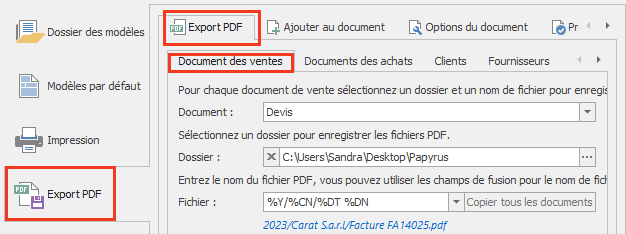 Dossier des modèles
Modèles par défaut
Impression
PDF Export PDF
PDF Export PDF Ajouter au document Options du document
Document des ventes Documents des achats Clients Fournisseurs
Pour chaque document de vente sélectionnez un dossier et un nom de fichier pour
Document : Devis
Sélectionnez un dossier pour enregistrer les fichiers PDF.
Dossier : C:\Users\Sandra\Desktop\Papyrus ...
Entrez le nom du fichier PDF, vous pouvez utiliser les champs de fusion pour le nom de
Fichier : %Y/%CN/%DT %DN Copier tous les documents
2023/Carat S.a.r.l/Facture FA14025.pdf